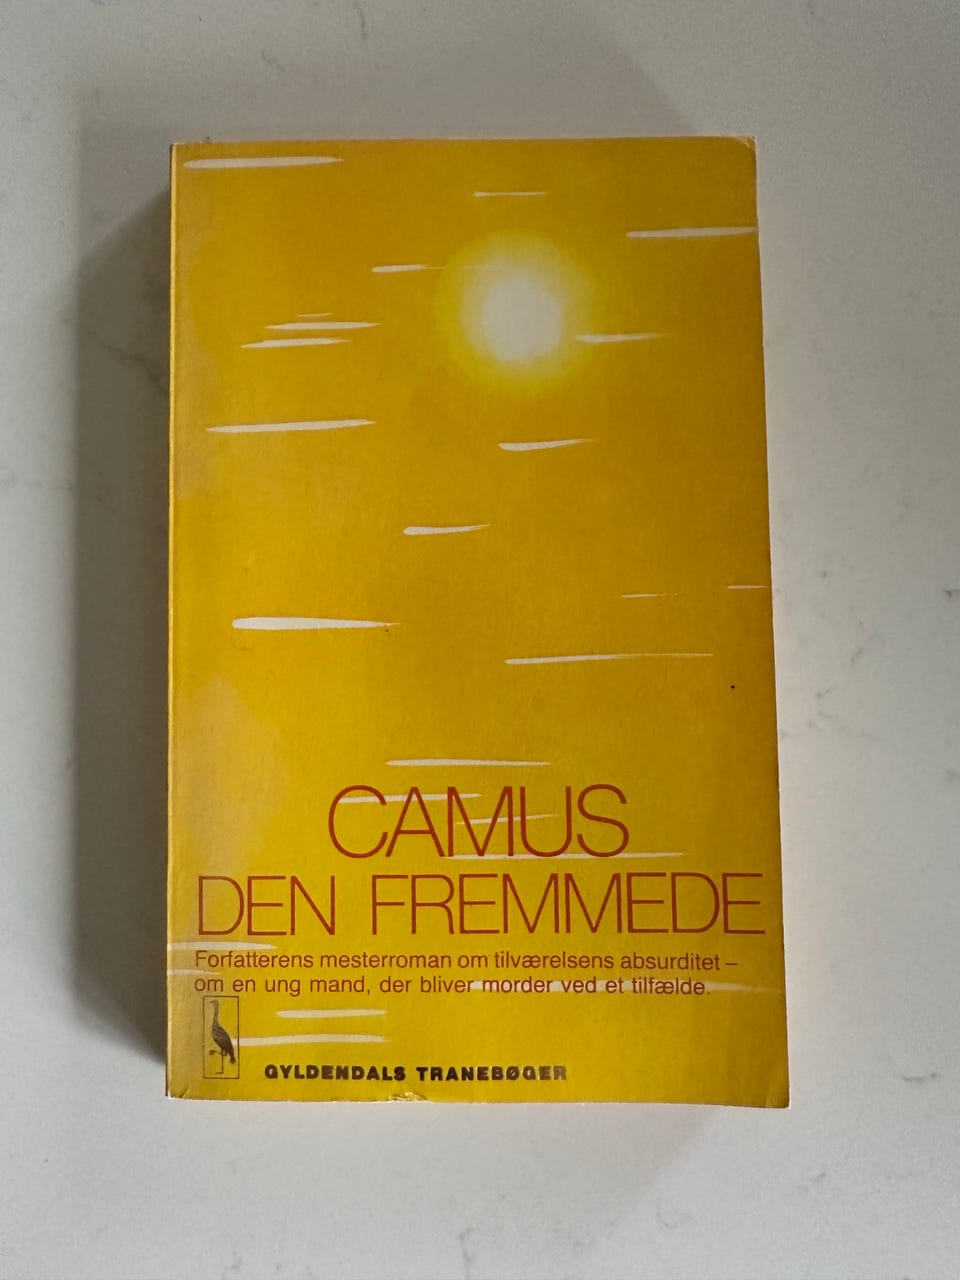 CAMUS
DEN FREMMEDE
Forfatterens mesterroman om tilværelsens absurditet –
om en ung mand, der bliver morder ved et tilfælde.
GYLDENDALS TRANEBØGER